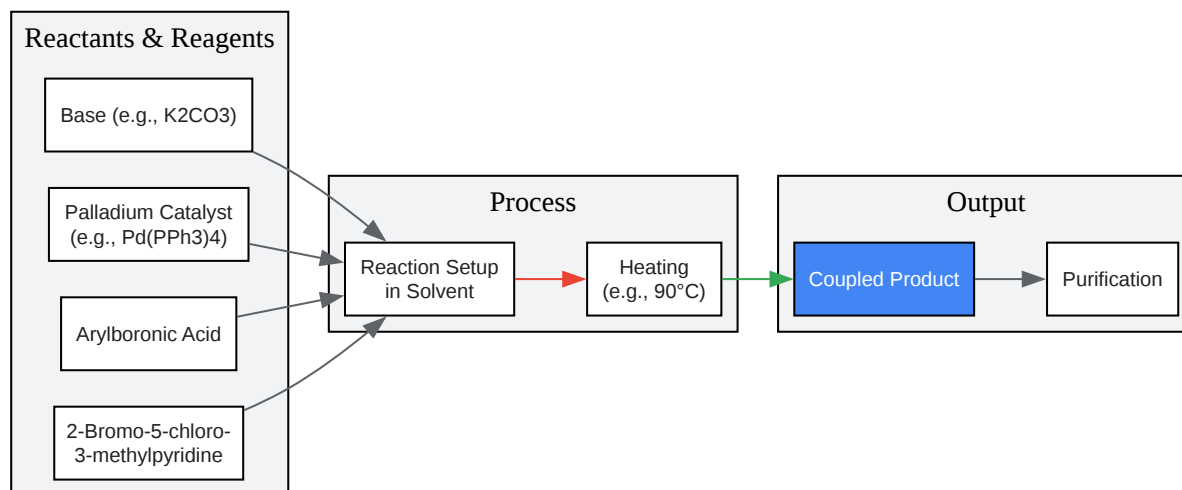 Reactants & Reagents
Base (e.g., K2CO3)
Palladium Catalyst
(e.g., Pd(PPh3)4)
Arylboronic Acid
2-Bromo-5-chloro-
3-methylpyridine
Process
Reaction Setup
in Solvent
Heating
(e.g., 90°C)
Output
Coupled Product
Purification